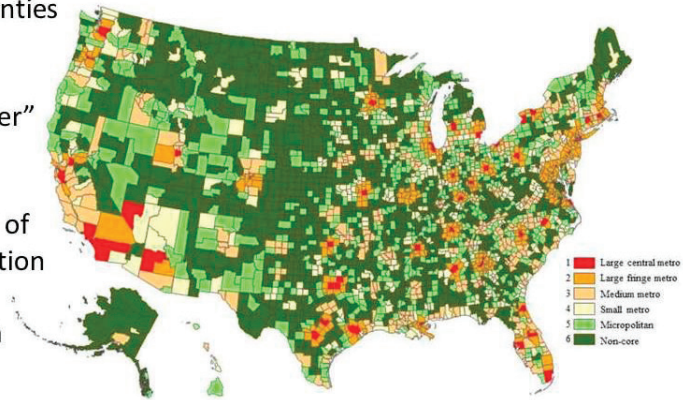 nties
er”
of
tion
1 Large central metro
2 Large fringe metro
3 Medium metro
4 Small metro
5 Micropolitan
6 Non-core